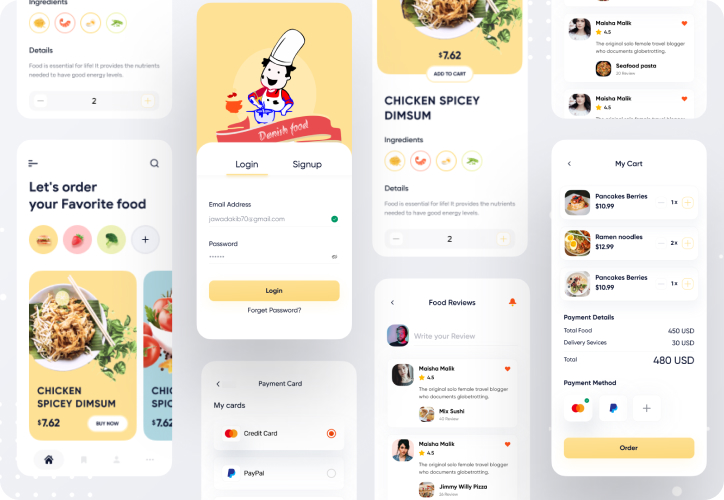 Ingredients
Details
Food is essential for life! It provides the nutrients
needed to have good energy levels.
2
Let's order
your Favorite food
+
CHICKEN
SPICEY DIMSUM
$7.62
BUY NOW
CHIC
SPIC
$7.62
Danish food
Login
Signup
Email Address
jawadakib70@gmail.com
Password
Login
Forget Password?
Payment Card
My cards
Credit Card
PayPal
$7.62
ADD TO CART
CHICKEN SPICEY
DIMSUM
Ingredients
Details
Food is essential for life! It provides the nutrients
needed to have good energy levels.
2
Food Reviews
Write your Review
Maisha Malik
4.5
The original solo female travel blogger
who documents globetrotting.
Mix Sushi
Maisha Malik
4.5
The original solo female travel blogger
who documents globetrotting.
Jimmy Willy Pizza
Maisha Malik
4.5
The original solo female travel blogger
who documents globetrotting.
Seafood pasta
20 Review
Maisha Malik
4.5
My Cart
Pancakes Berries
$10.99
1x
Ramen noodles
$12.99
2x
Pancakes Berries
$10.99
1x
Payment Details
Total Food 450 USD
Delivery Sevices 30 USD
Total 480 USD
Payment Method
Order